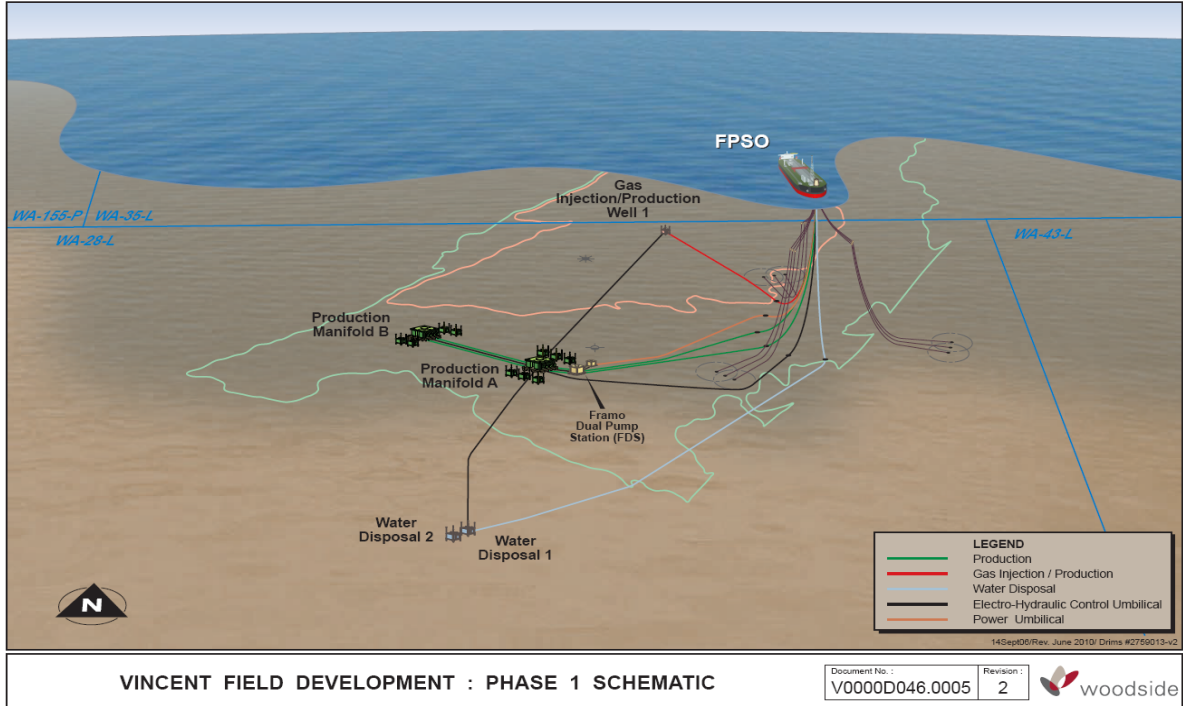 FPSO
Gas
Injection/Production
Well 1
WA-155-P
WA-35-L
WA-28-L
WA-43-L
Production
Manifold B
Production
Manifold A
Framo
Dual Pump
Station (FDS)
Water
Disposal 2
Water
Disposal 1
N
LEGEND
Production
Gas Injection / Production
Water Disposal
Electro-Hydraulic Control Umbilical
Power Umbilical
14Sept06/Rev. June 2010/ Drims #2759013-v2
VINCENT FIELD DEVELOPMENT : PHASE 1 SCHEMATIC
Document No. :
V0000D046.0005
Revision :
2
woodside